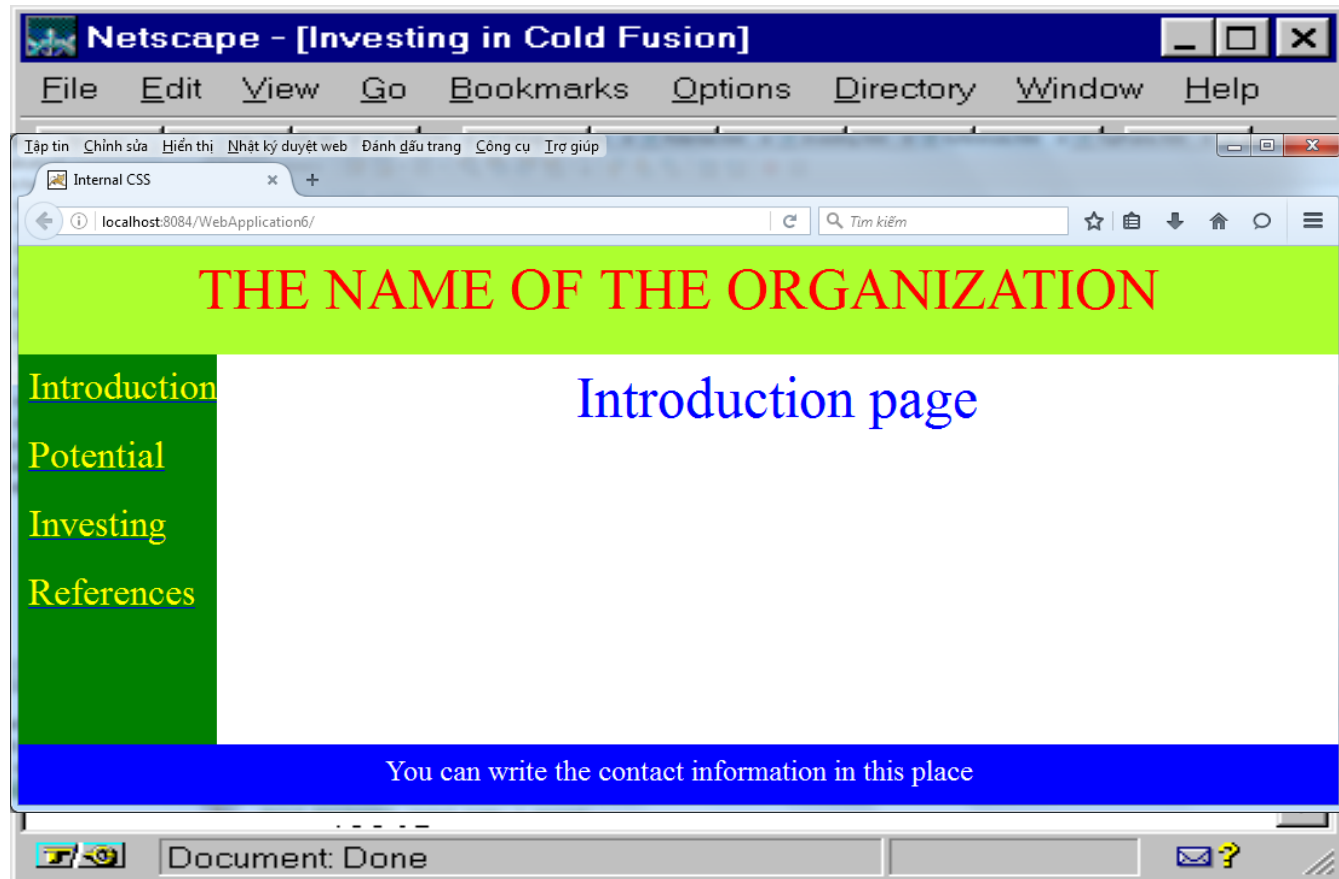 Netscape - [Investing in Cold Fusion]
File Edit View Go Bookmarks Options Directory Window Help
Tập tin Chỉnh sửa Hiển thị Nhật ký duyệt web Đánh dấu trang Công cụ Trợ giúp
Internal CSS
localhost:8084/WebApplication6/ Tìm kiếm
THE NAME OF THE ORGANIZATION
Introduction
Introduction page
Potential
Investing
References
You can write the contact information in this place
Document: Done